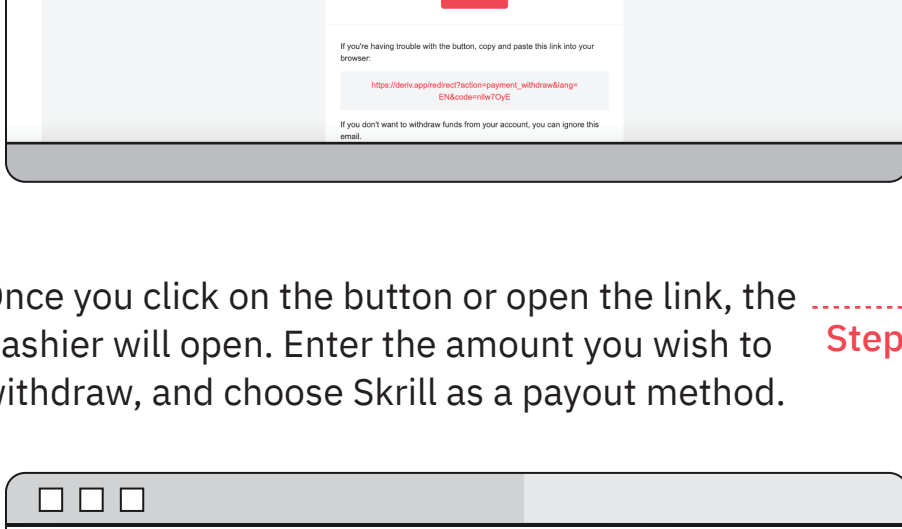 If you're having trouble with the button, copy and paste this link into your
browser:
https://deriv.app/redirect?action=payment_withdraw&lang=
EN&code=nllw7OyE
If you don't want to withdraw funds from your account, you can ignore this
email.
nce you click on the button or open the link, the
ashier will open. Enter the amount you wish to
withdraw, and choose Skrill as a payout method.
Step